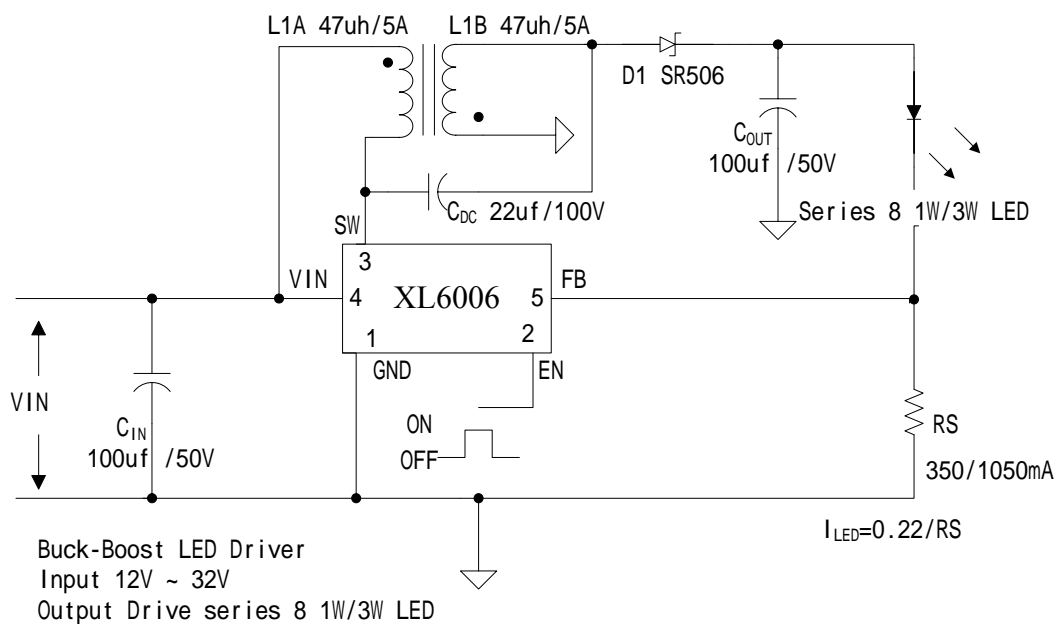 L1A 47uh/5A
L1B 47uh/5A
D1 SR506
COUT
100uf /50V
CDC 22uf/100V
Series 8 1W/3W LED
SW
3
VIN
4
XL6006
5
FB
1
2
GND
EN
VIN
CIN
100uf /50V
ON
OFF
RS
350/1050mA
ILED=0.22/RS
Buck-Boost LED Driver
Input 12V ~ 32V
Output Drive series 8 1W/3W LED